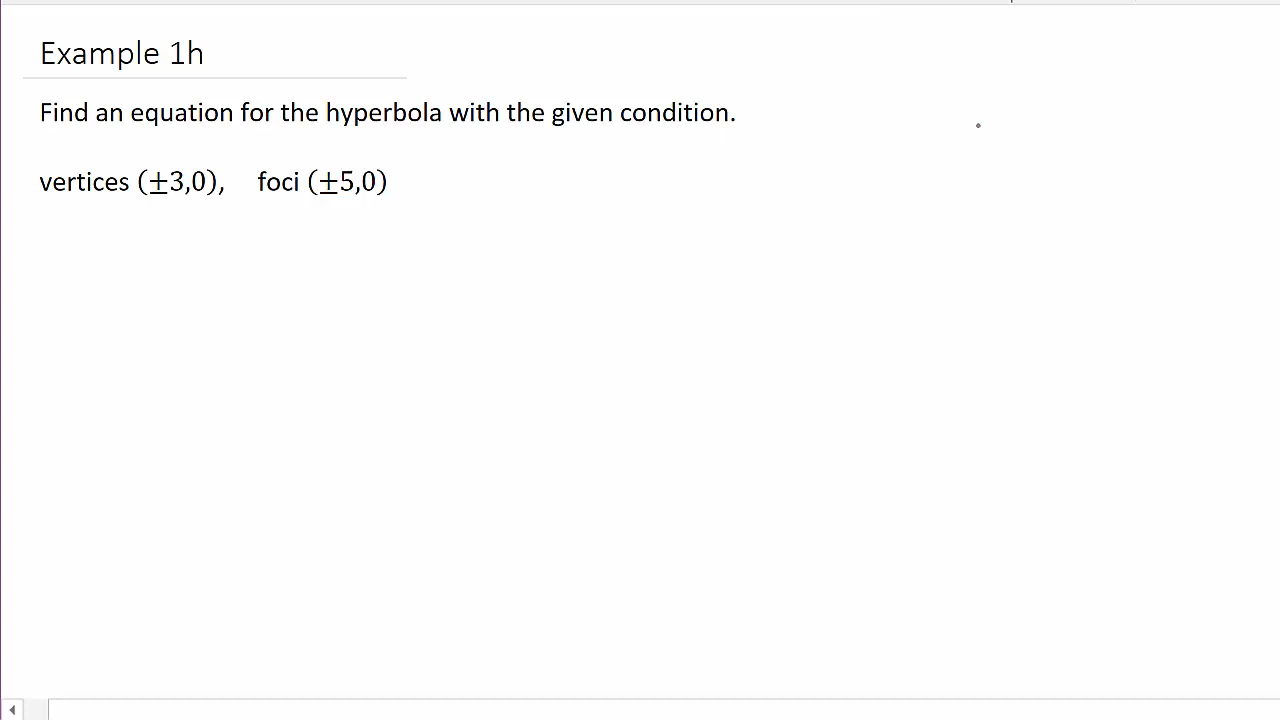 Example 1h
Find an equation for the hyperbola with the given condition.
vertices (±3,0), foci (±5,0)